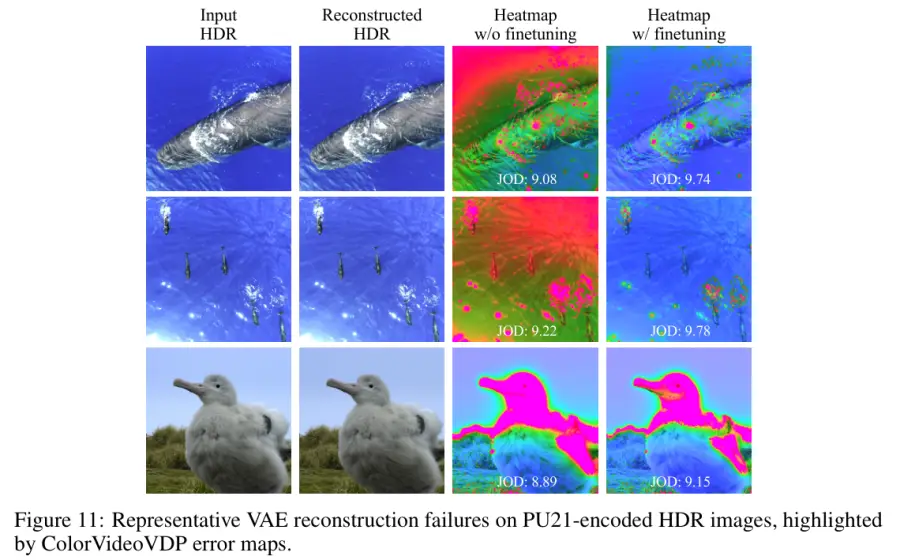 Input
HDR
Reconstructed
HDR
Heatmap
w/o finetuning
Heatmap
w/ finetuning
JOD: 9.08
JOD: 9.74
JOD: 9.22
JOD: 9.78
JOD: 8.89
JOD: 9.15
Figure 11: Representative VAE reconstruction failures on PU21-encoded HDR images, highlighted
by ColorVideoVDP error maps.